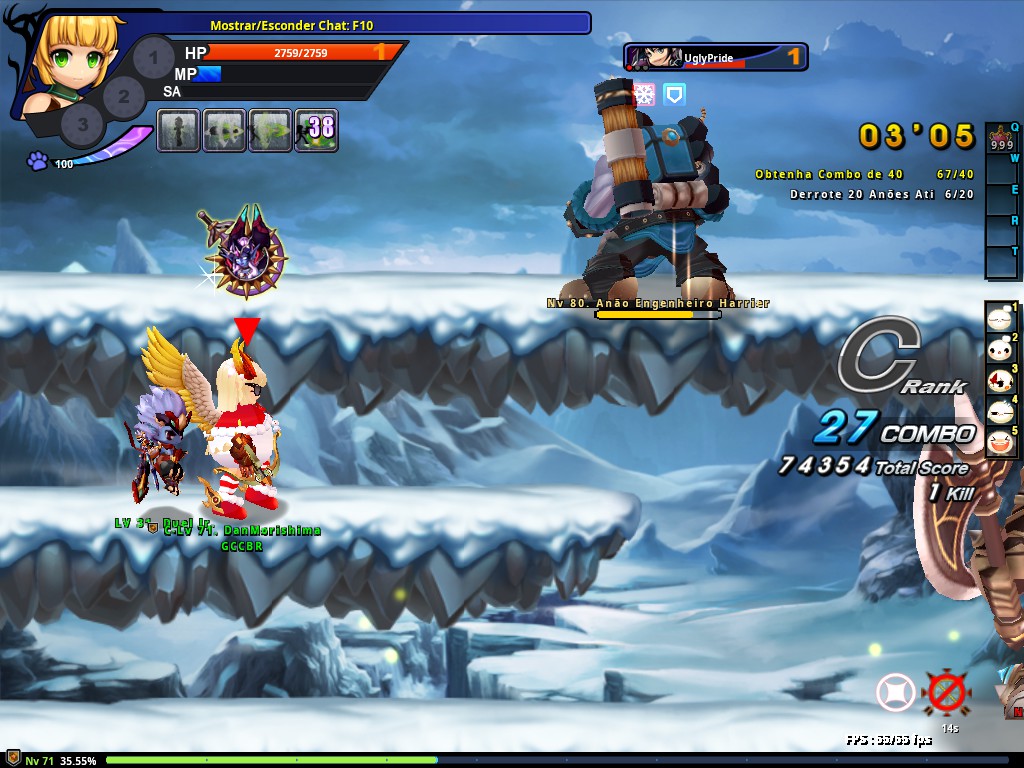 Mostrar/Esconder Chat: F10
HP 2759/2759 1
MP
SA
1
2
3
38
100
UglyPride 1
03'05
Obtenha Combo de 40 67/40
Derrote 20 Anões Ati 6/20
Q
999
W
E
R
T
Nv 80. Anão Engenheiro Harrier
1
2
3
4
5
C Rank
27 COMBO
74354 Total Score
1 Kill
Duel Jr.
Lv 71. DanMorishima
GCCBR
14s
Nv 71 35.55%